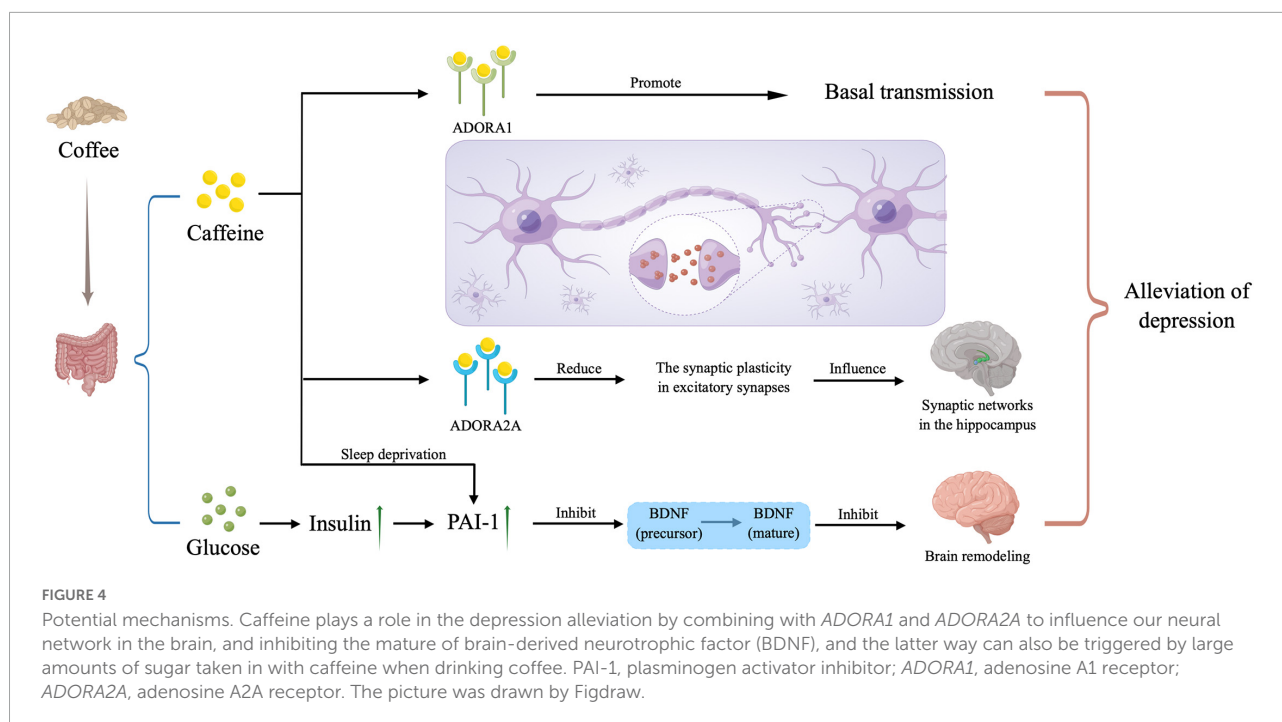 Coffee
Caffeine
ADORA1
Promote
Basal transmission
ADORA2A
Reduce
The synaptic plasticity
in excitatory synapses
Influence
Synaptic networks
in the hippocampus
Alleviation of
depression
Sleep deprivation
Glucose
Insulin
PAI-1
Inhibit
BDNF
(precursor)
BDNF
(mature)
Inhibit
Brain remodeling
FIGURE 4
Potential mechanisms. Caffeine plays a role in the depression alleviation by combining with ADORA1 and ADORA2A to influence our neural
network in the brain, and inhibiting the mature of brain-derived neurotrophic factor (BDNF), and the latter way can also be triggered by large
amounts of sugar taken in with caffeine when drinking coffee. PAI-1, plasminogen activator inhibitor; ADORA1, adenosine A1 receptor;
ADORA2A, adenosine A2A receptor. The picture was drawn by Figdraw.